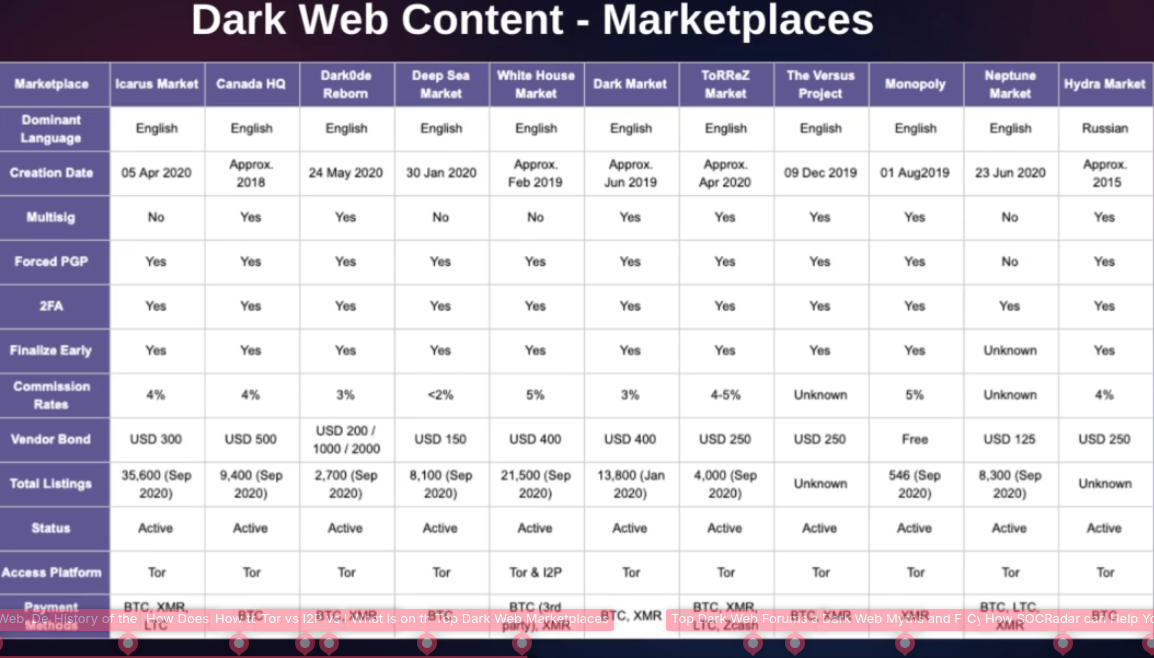 Dark Web Content - Marketplaces
Marketplace Icarus Market Canada HQ Dark0de Reborn Deep Sea Market White House Market Dark Market ToRReZ Market The Versus Project Monopoly Neptune Market Hydra Market
Dominant Language English English English English English English English English English English Russian
Creation Date 05 Apr 2020 Approx. 2018 24 May 2020 30 Jan 2020 Approx. Feb 2019 Approx. Jun 2019 Approx. Apr 2020 09 Dec 2019 01 Aug2019 23 Jun 2020 Approx. 2015
Multisig No Yes Yes No No Yes Yes Yes Yes No Yes
Forced PGP Yes Yes Yes Yes Yes Yes Yes Yes Yes No Yes
2FA Yes Yes Yes Yes Yes Yes Yes Yes Yes Yes Yes
Finalize Early Yes Yes Yes Yes Yes Yes Yes Yes Yes Unknown Yes
Commission Rates 4% 4% 3% <2% 5% 3% 4-5% Unknown 5% Unknown 4%
Vendor Bond USD 300 USD 500 USD 200 / 1000 / 2000 USD 150 USD 400 USD 400 USD 250 USD 250 Free USD 125 USD 250
Total Listings 35,600 (Sep 2020) 9,400 (Sep 2020) 2,700 (Sep 2020) 8,100 (Sep 2020) 21,500 (Sep 2020) 13,800 (Jan 2020) 4,000 (Sep 2020) Unknown 546 (Sep 2020) 8,300 (Sep 2020) Unknown
Status Active Active Active Active Active Active Active Active Active Active Active
Access Platform Tor Tor Tor Tor Tor & I2P Tor Tor Tor Tor Tor Tor
Payment Methods BTC, XMR, LTC BTC BTC, XMR BTC BTC (3rd party), XMR BTC, XMR BTC, XMR, LTC, Zcash BTC, XMR XMR BTC, LTC, XMR BTC
Web, De History of the How Does How to Tor vs I2P What is on th Top Dark Web Marketplaces Top Dark Web Forums Dark Web Myths and F How SOCRadar can Help Yo